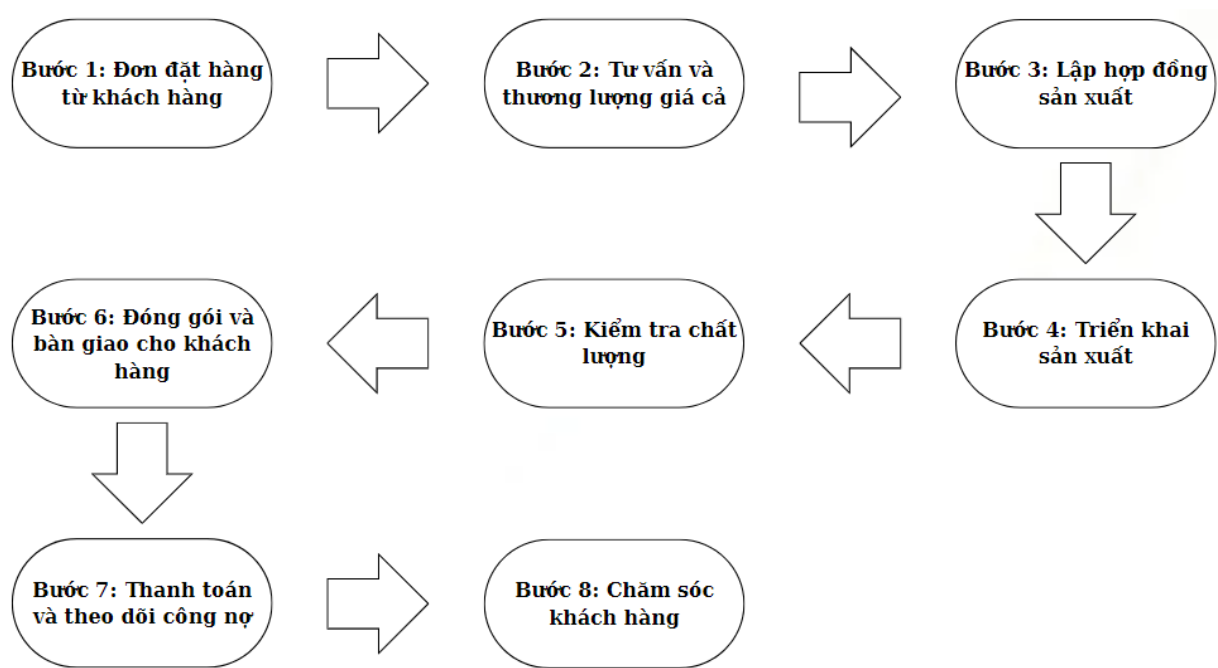 Bước 1: Đơn đặt hàng
từ khách hàng
Bước 2: Tư vấn và
thương lượng giá cả
Bước 3: Lập hợp đồng
sản xuất
Bước 4: Triển khai
sản xuất
Bước 5: Kiểm tra chất
lượng
Bước 6: Đóng gói và
bàn giao cho khách
hàng
Bước 7: Thanh toán
và theo dõi công nợ
Bước 8: Chăm sóc
khách hàng